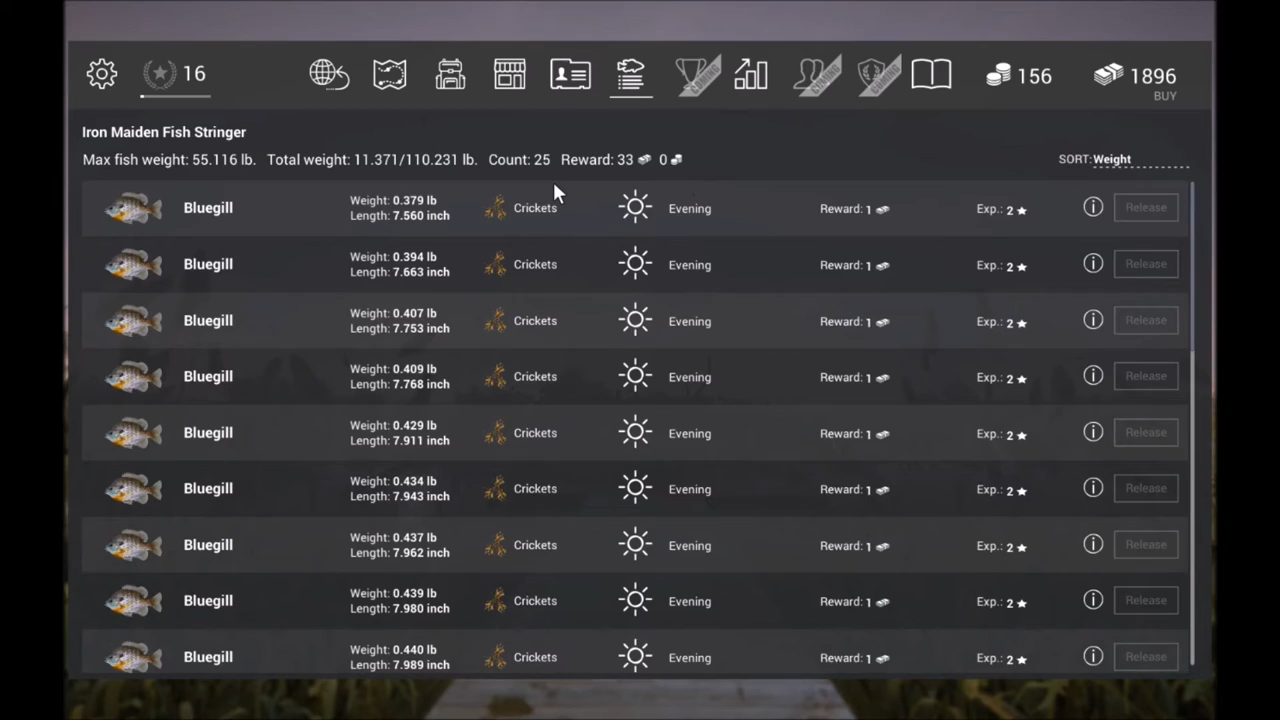 16
156
1896
BUY
Iron Maiden Fish Stringer
Max fish weight: 55.116 lb. Total weight: 11.371/110.231 lb. Count: 25 Reward: 33 0
SORT: Weight
Bluegill Weight: 0.379 lb Crickets Evening Reward: 1 Exp.: 2 Release
Length: 7.560 inch
Bluegill Weight: 0.394 lb Crickets Evening Reward: 1 Exp.: 2 Release
Length: 7.663 inch
Bluegill Weight: 0.407 lb Crickets Evening Reward: 1 Exp.: 2 Release
Length: 7.753 inch
Bluegill Weight: 0.409 lb Crickets Evening Reward: 1 Exp.: 2 Release
Length: 7.768 inch
Bluegill Weight: 0.429 lb Crickets Evening Reward: 1 Exp.: 2 Release
Length: 7.911 inch
Bluegill Weight: 0.434 lb Crickets Evening Reward: 1 Exp.: 2 Release
Length: 7.943 inch
Bluegill Weight: 0.437 lb Crickets Evening Reward: 1 Exp.: 2 Release
Length: 7.962 inch
Bluegill Weight: 0.439 lb Crickets Evening Reward: 1 Exp.: 2 Release
Length: 7.980 inch
Bluegill Weight: 0.440 lb Crickets Evening Reward: 1 Exp.: 2 Release
Length: 7.989 inch